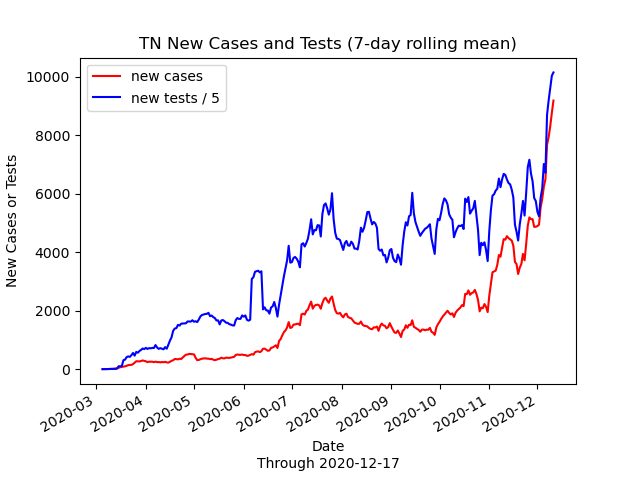 TN New Cases and Tests (7-day rolling mean)
new cases
new tests / 5
New Cases or Tests
10000
8000
6000
4000
2000
0
2020-03
2020-04
2020-05
2020-06
2020-07
2020-08
2020-09
2020-10
2020-11
2020-12
Date
Through 2020-12-17